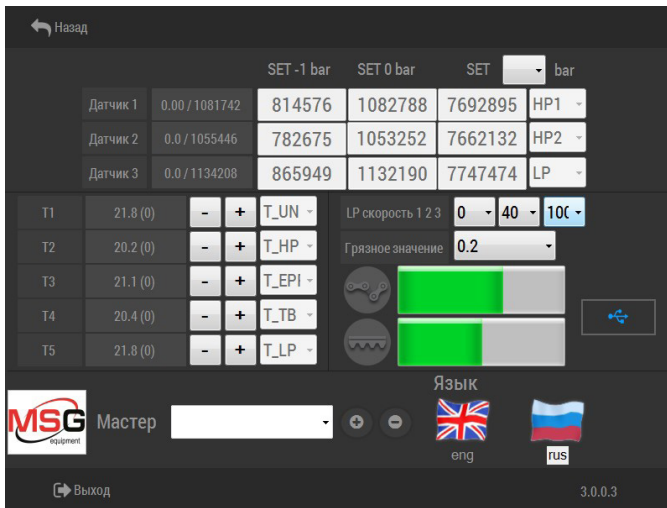 Назад
SET -1 bar SET 0 bar SET bar
Датчик 1 0.00 / 1081742 814576 1082788 7692895 HP1
Датчик 2 0.0 / 1055446 782675 1053252 7662132 HP2
Датчик 3 0.0 / 1134208 865949 1132190 7747474 LP
T1 21.8 (0) - + T_UN LP скорость 1 2 3 0 40 100
T2 20.2 (0) - + T_HP Грязное значение 0.2
T3 21.1 (0) - + T_EPI
T4 20.4 (0) - + T_TB
T5 21.8 (0) - + T_LP
Язык
MSG equipment Мастер
eng rus
Выход 3.0.0.3